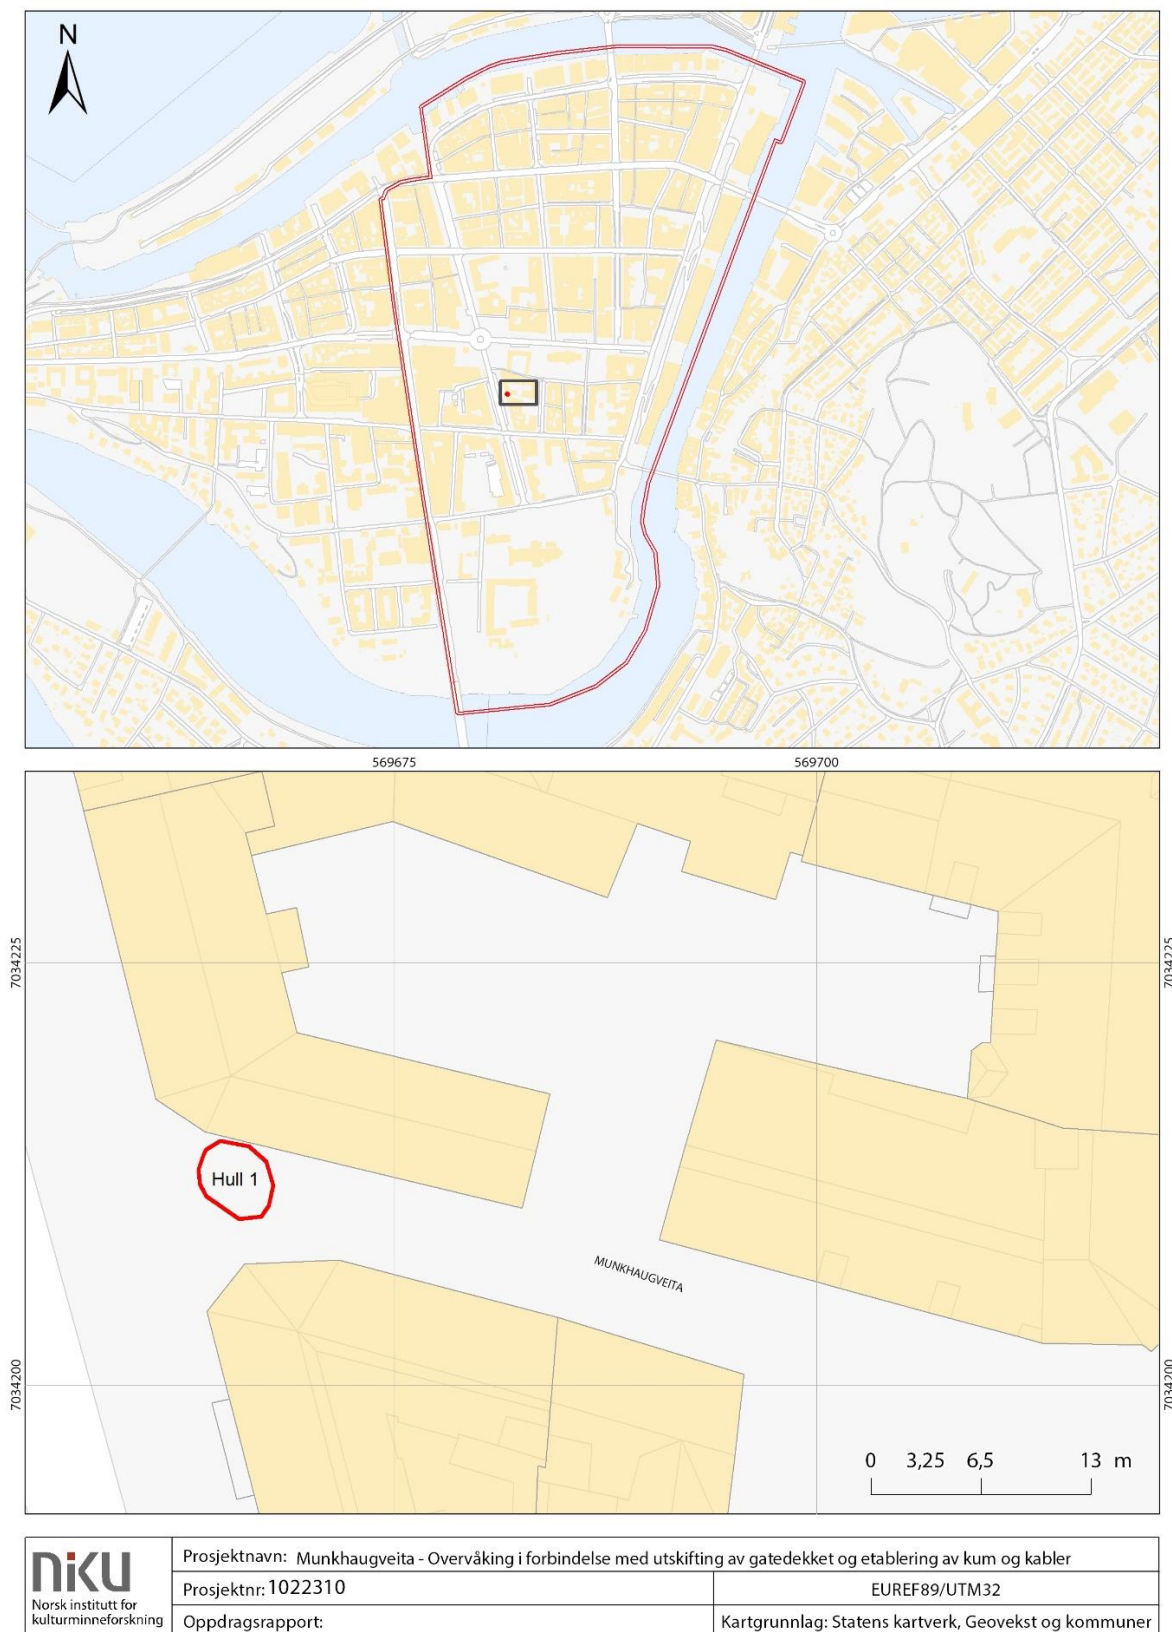 N
569675 569700
7034225 7034225
Hull 1
MUNKHAUGVEITA
7034200 7034200
0 3,25 6,5 13 m
niku
Norsk institutt for
kulturminneforskning
Prosjektnavn: Munkhaugveita - Overvåking i forbindelse med utskifting av gatedekket og etablering av kum og kabler
Prosjektnr: 1022310
EUREF89/UTM32
Oppdragsrapport:
Kartgrunnlag: Statens kartverk, Geovekst og kommuner